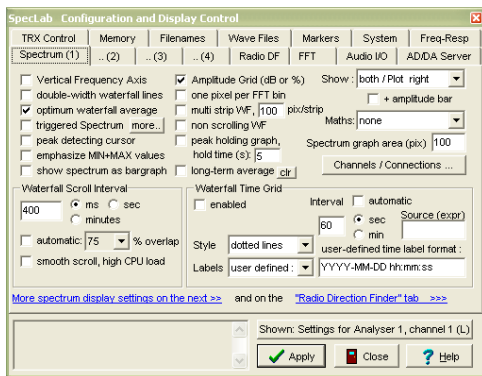 SpecLab Configuration and Display Control
TRX Control Memory Filenames Wave Files Markers System Freq-Resp
Spectrum (1) .. (2) .. (3) .. (4) Radio DF FFT Audio I/O AD/DA Server
Vertical Frequency Axis Amplitude Grid (dB or %) Show : both / Plot right
double-width waterfall lines one pixel per FFT bin + amplitude bar
optimum waterfall average multi strip WF, 100 pix/strip Maths: none
triggered Spectrum more.. non scrolling WF
peak detecting cursor peak holding graph, Spectrum graph area (pix) 100
emphasize MIN+MAX values hold time (s): 5
show spectrum as bargraph long-term average clr Channels / Connections ...
Waterfall Scroll Interval Waterfall Time Grid
400 ms sec enabled Interval automatic
minutes 60 sec Source (expr)
min
automatic: 75 % overlap Style dotted lines user-defined time label format :
smooth scroll, high CPU load Labels user defined : YYYY-MM-DD hh:mm:ss
More spectrum display settings on the next >> and on the "Radio Direction Finder" tab >>>
Shown: Settings for Analyser 1, channel 1 (L)
Apply Close Help